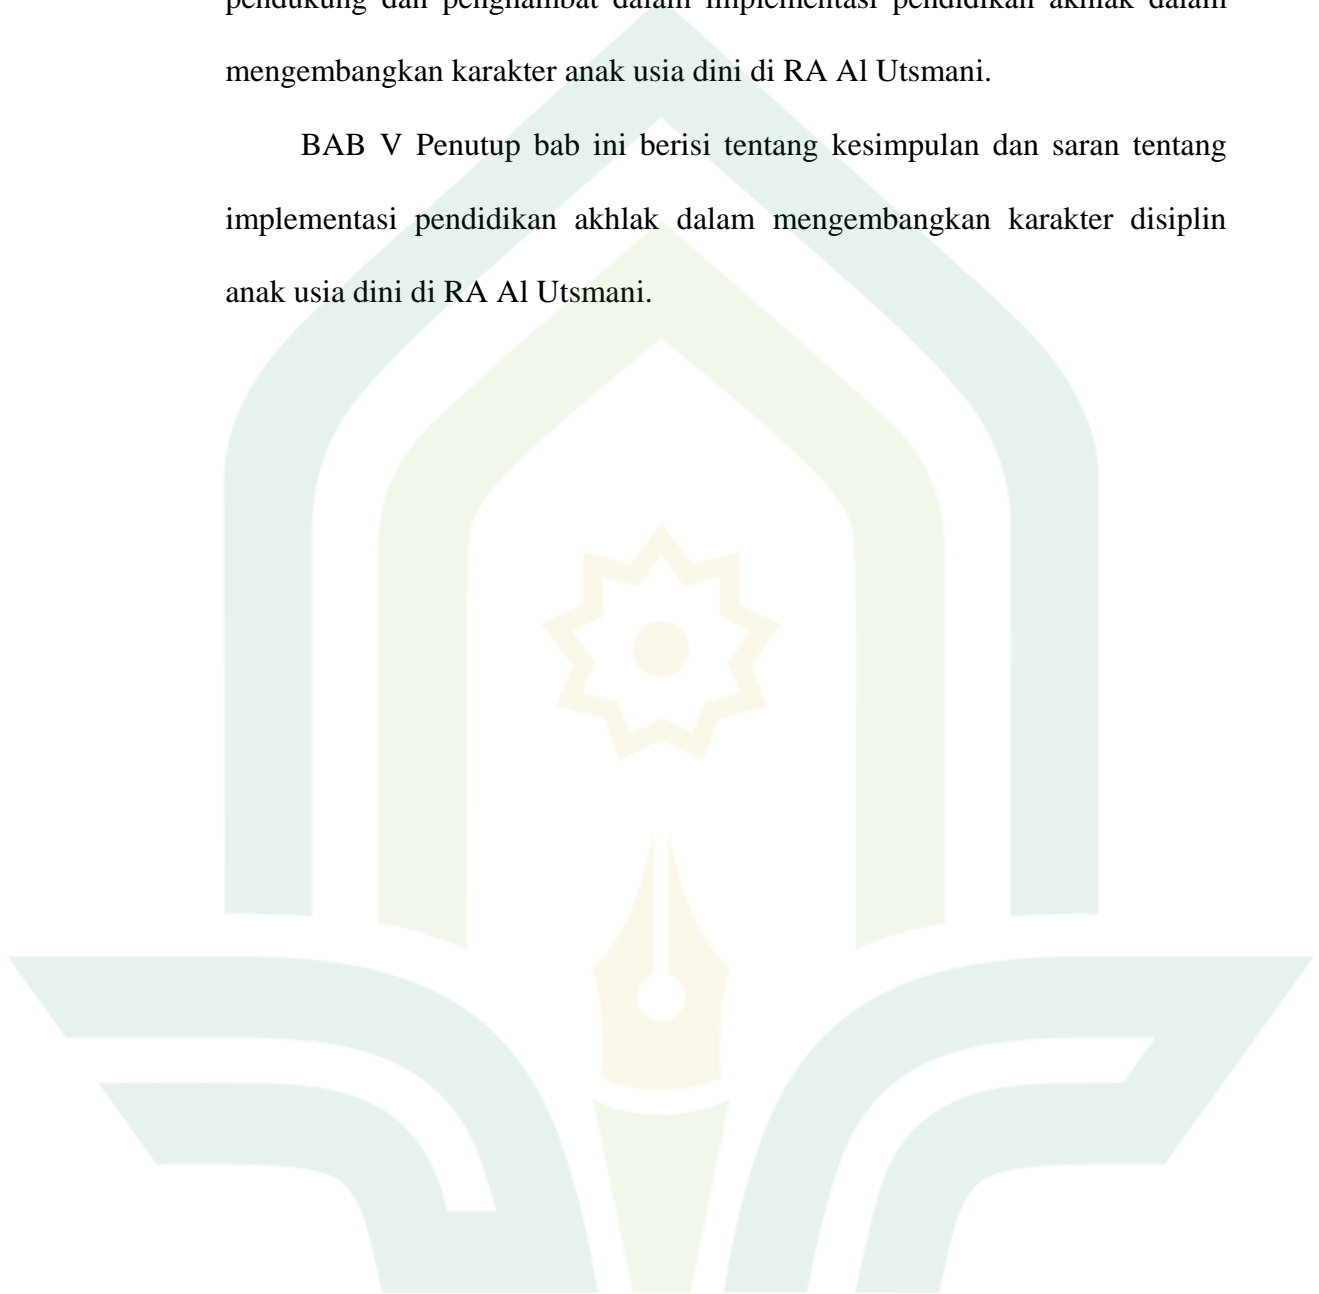 pendukung dan penghambat dalam implementasi pendidikan akhlak dalam
mengembangkan karakter anak usia dini di RA Al Utsmani.
BAB V Penutup bab ini berisi tentang kesimpulan dan saran tentang
implementasi pendidikan akhlak dalam mengembangkan karakter disiplin
anak usia dini di RA Al Utsmani.